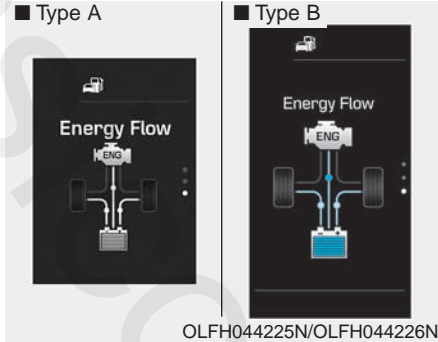 ■ Type A
■ Type B
Energy Flow
ENG
Energy Flow
ENG
OLFH044225N/OLFH044226N